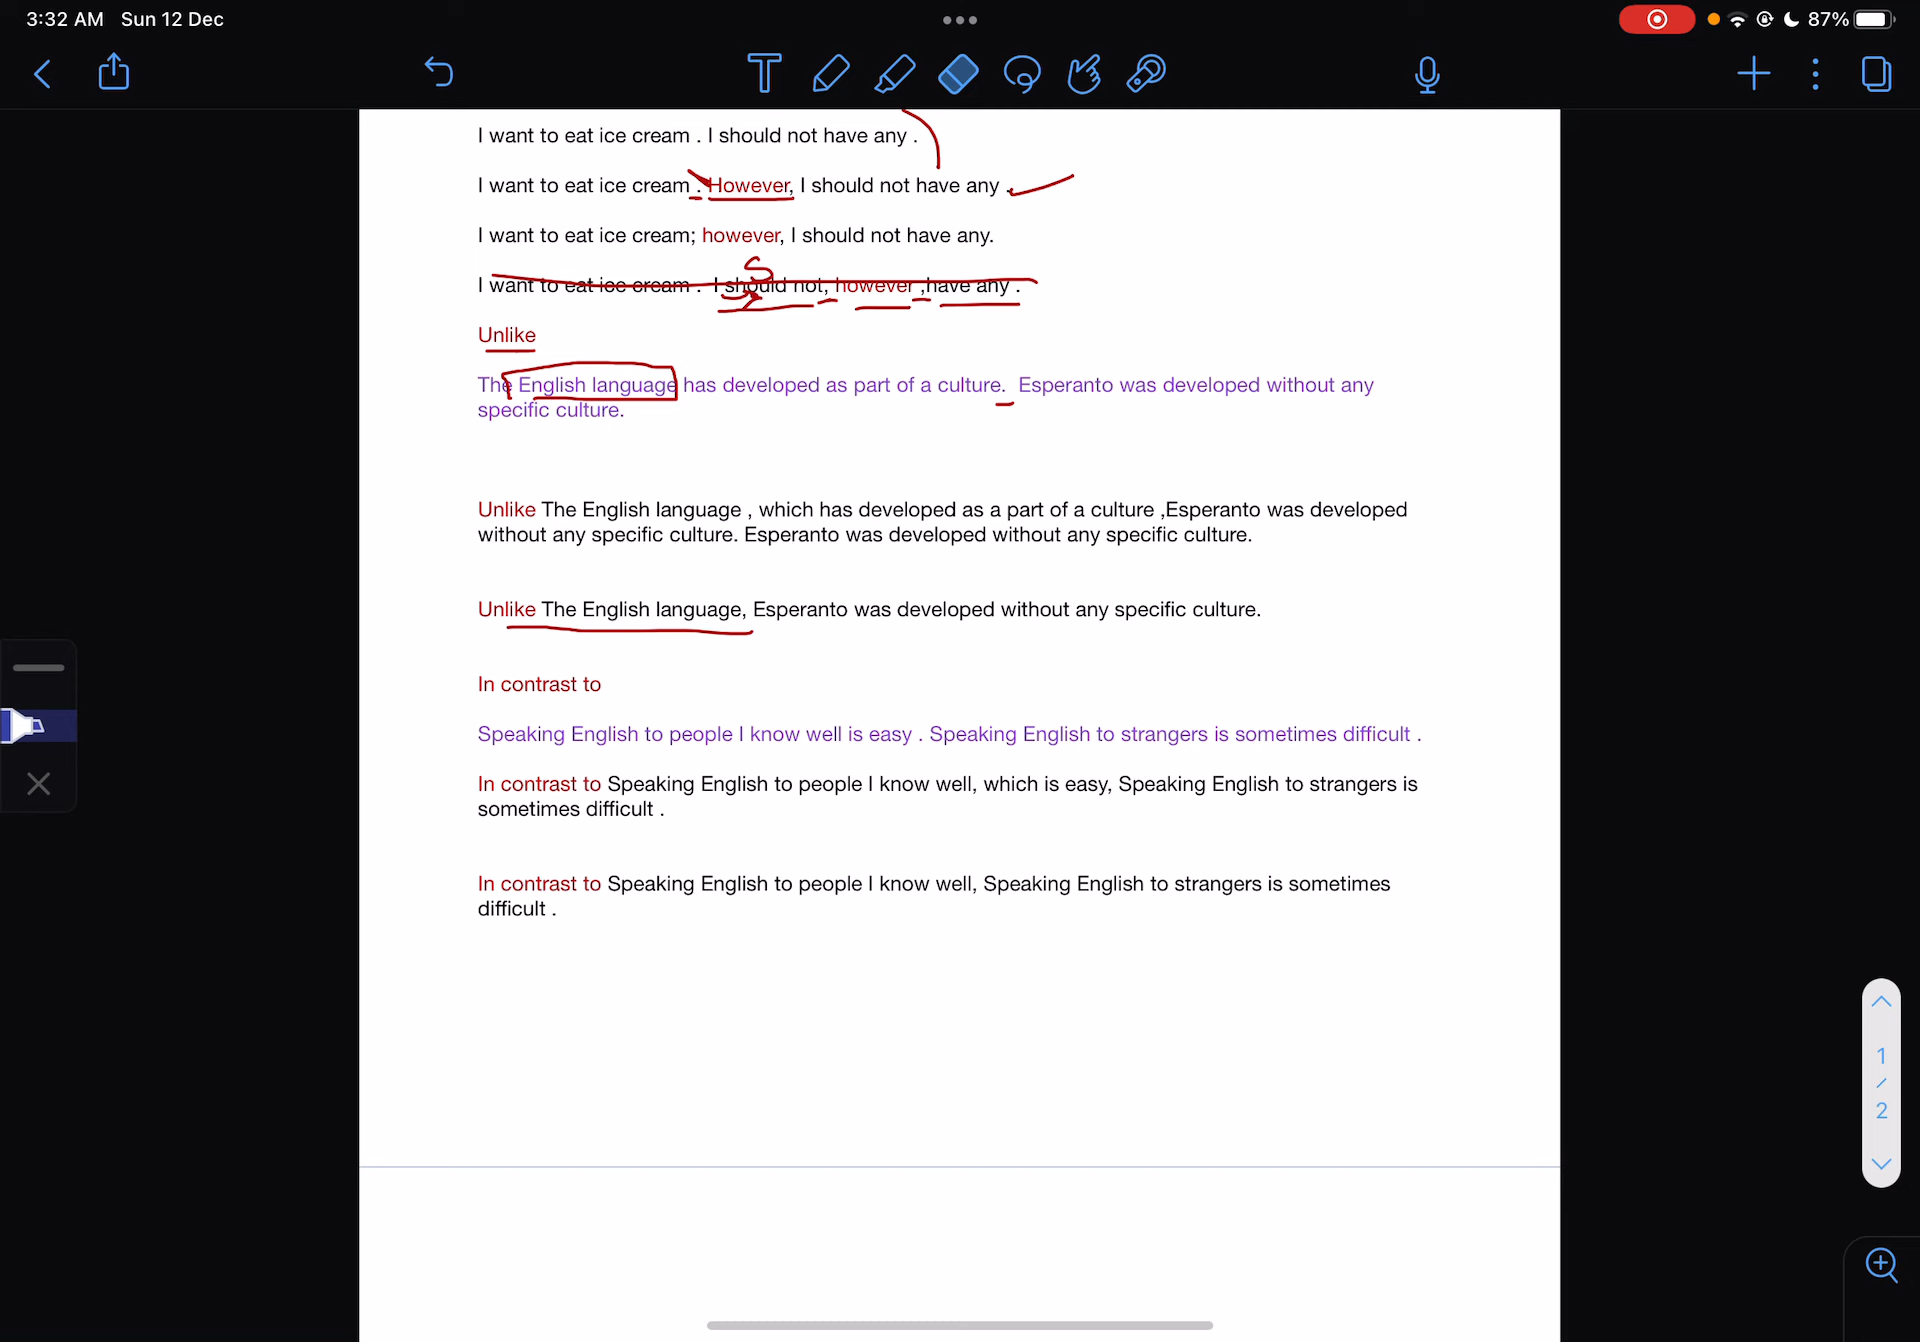 3:32 AM Sun 12 Dec
87%
I want to eat ice cream . I should not have any .
I want to eat ice cream . However, I should not have any .
I want to eat ice cream; however, I should not have any.
I want to eat ice cream . I should not, however ,have any .
Unlike
The English language has developed as part of a culture. Esperanto was developed without any
specific culture.
Unlike The English language , which has developed as a part of a culture ,Esperanto was developed
without any specific culture. Esperanto was developed without any specific culture.
Unlike The English language, Esperanto was developed without any specific culture.
In contrast to
Speaking English to people I know well is easy . Speaking English to strangers is sometimes difficult .
In contrast to Speaking English to people I know well, which is easy, Speaking English to strangers is
sometimes difficult .
In contrast to Speaking English to people I know well, Speaking English to strangers is sometimes
difficult .
1
/
2